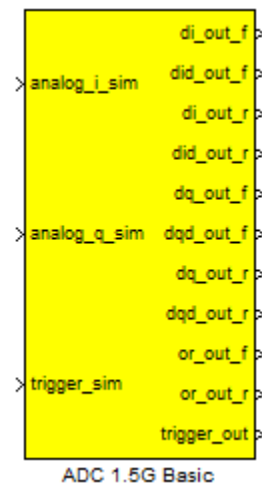 di_out_f
did_out_f
analog_i_sim
di_out_r
did_out_r
dq_out_f
analog_q_sim dqd_out_f
dq_out_r
dqd_out_r
or_out_f
trigger_sim
or_out_r
trigger_out
ADC 1.5G Basic